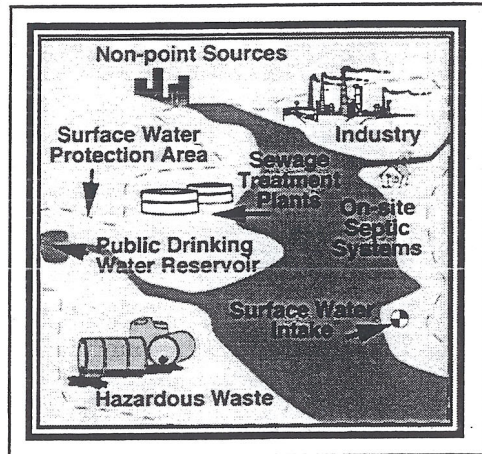 Non-point Sources
Industry
Surface Water
Protection Area
Sewage
Treatment
Plants
On-site
Septic
Systems
Public Drinking
Water Reservoir
Surface Water
Intake
Hazardous Waste